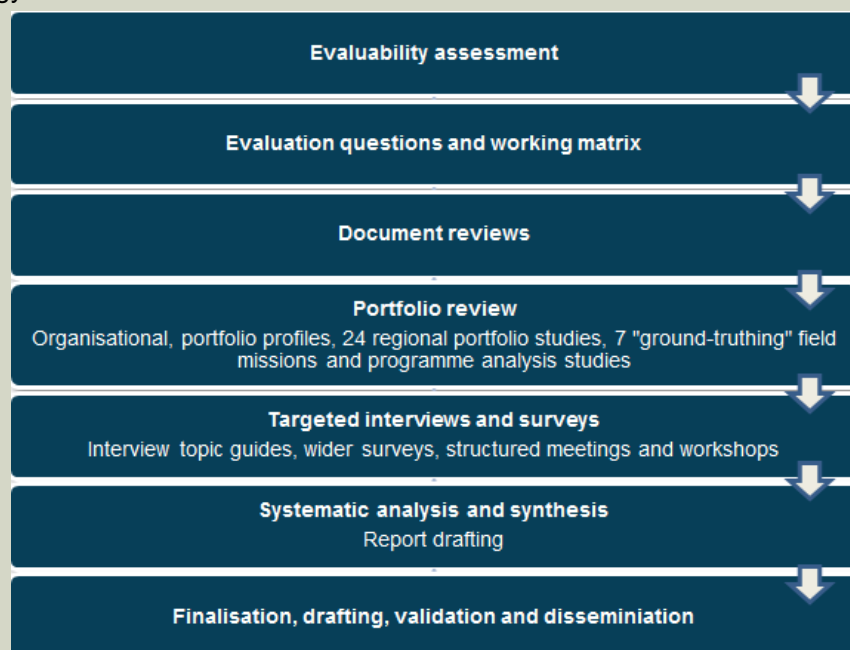 gy
Evaluability assessment
Evaluation questions and working matrix
Document reviews
Portfolio review
Organisational, portfolio profiles, 24 regional portfolio studies, 7 "ground-truthing" field
missions and programme analysis studies
Targeted interviews and surveys
Interview topic guides, wider surveys, structured meetings and workshops
Systematic analysis and synthesis
Report drafting
Finalisation, drafting, validation and disseminiation